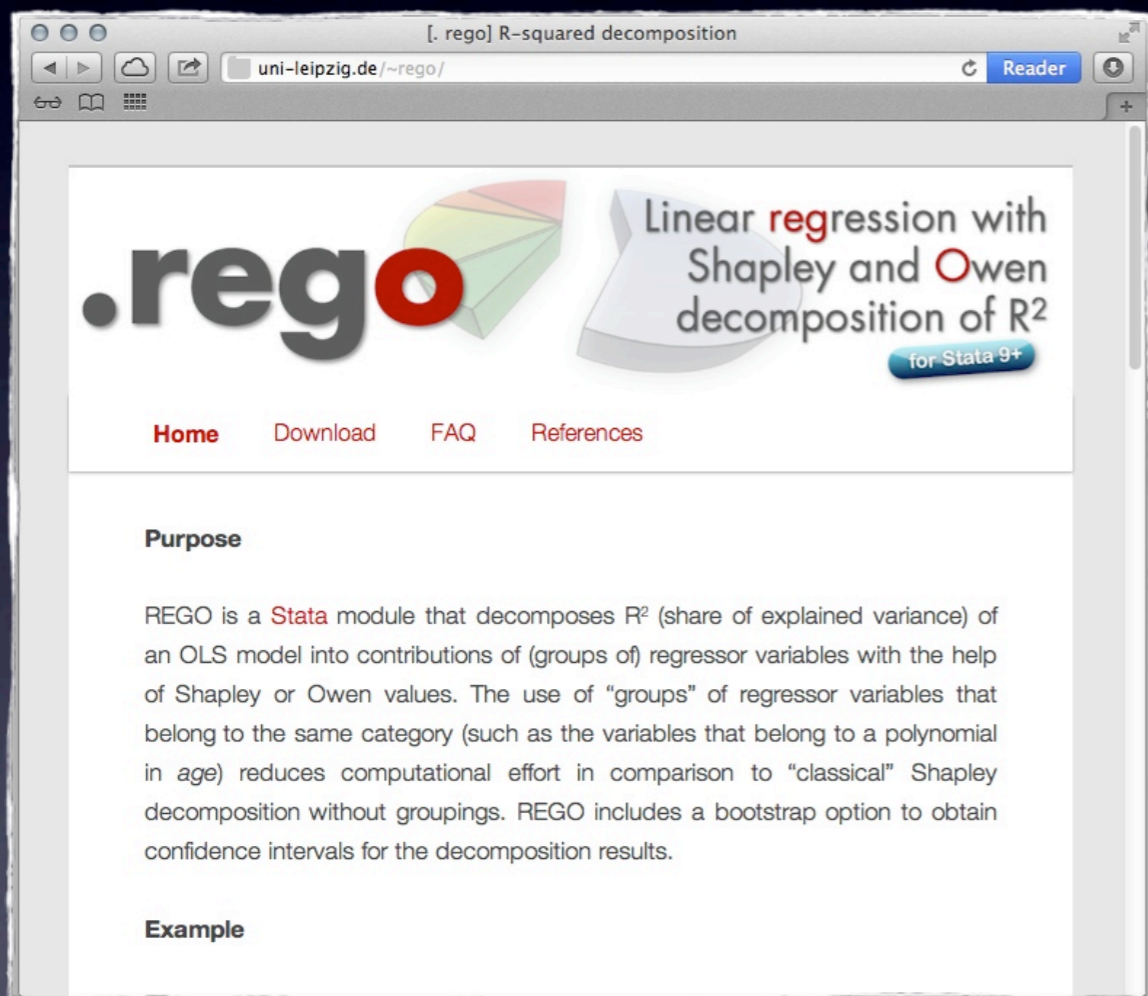 [. rego] R-squared decomposition
uni-leipzig.de/~rego/
Reader
.rego
Linear regression with
Shapley and Owen
decomposition of R²
for Stata 9+
Home Download FAQ References
Purpose
REGO is a Stata module that decomposes R² (share of explained variance) of
an OLS model into contributions of (groups of) regressor variables with the help
of Shapley or Owen values. The use of “groups” of regressor variables that
belong to the same category (such as the variables that belong to a polynomial
in age) reduces computational effort in comparison to “classical” Shapley
decomposition without groupings. REGO includes a bootstrap option to obtain
confidence intervals for the decomposition results.
Example